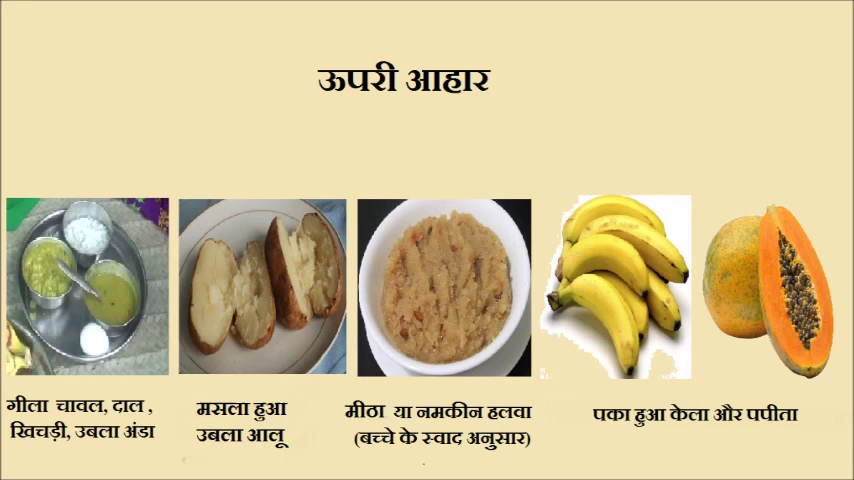 ऊपरी आहार
गीला चावल, दाल ,
खिचड़ी, उबला अंडा
मसला हुआ
उबला आलू
मीठा या नमकीन हलवा
(बच्चे के स्वाद अनुसार)
पका हुआ केला और पपीता